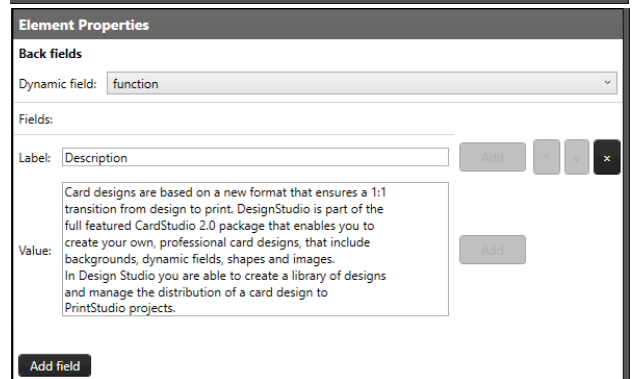 Element Properties
Back fields
Dynamic field: function
Fields:
Label: Description Add ^ v ×
Card designs are based on a new format that ensures a 1:1
transition from design to print. DesignStudio is part of the
full featured CardStudio 2.0 package that enables you to
create your own, professional card designs, that include
Value: backgrounds, dynamic fields, shapes and images. Add
In Design Studio you are able to create a library of designs
and manage the distribution of a card design to
PrintStudio projects.
Add field